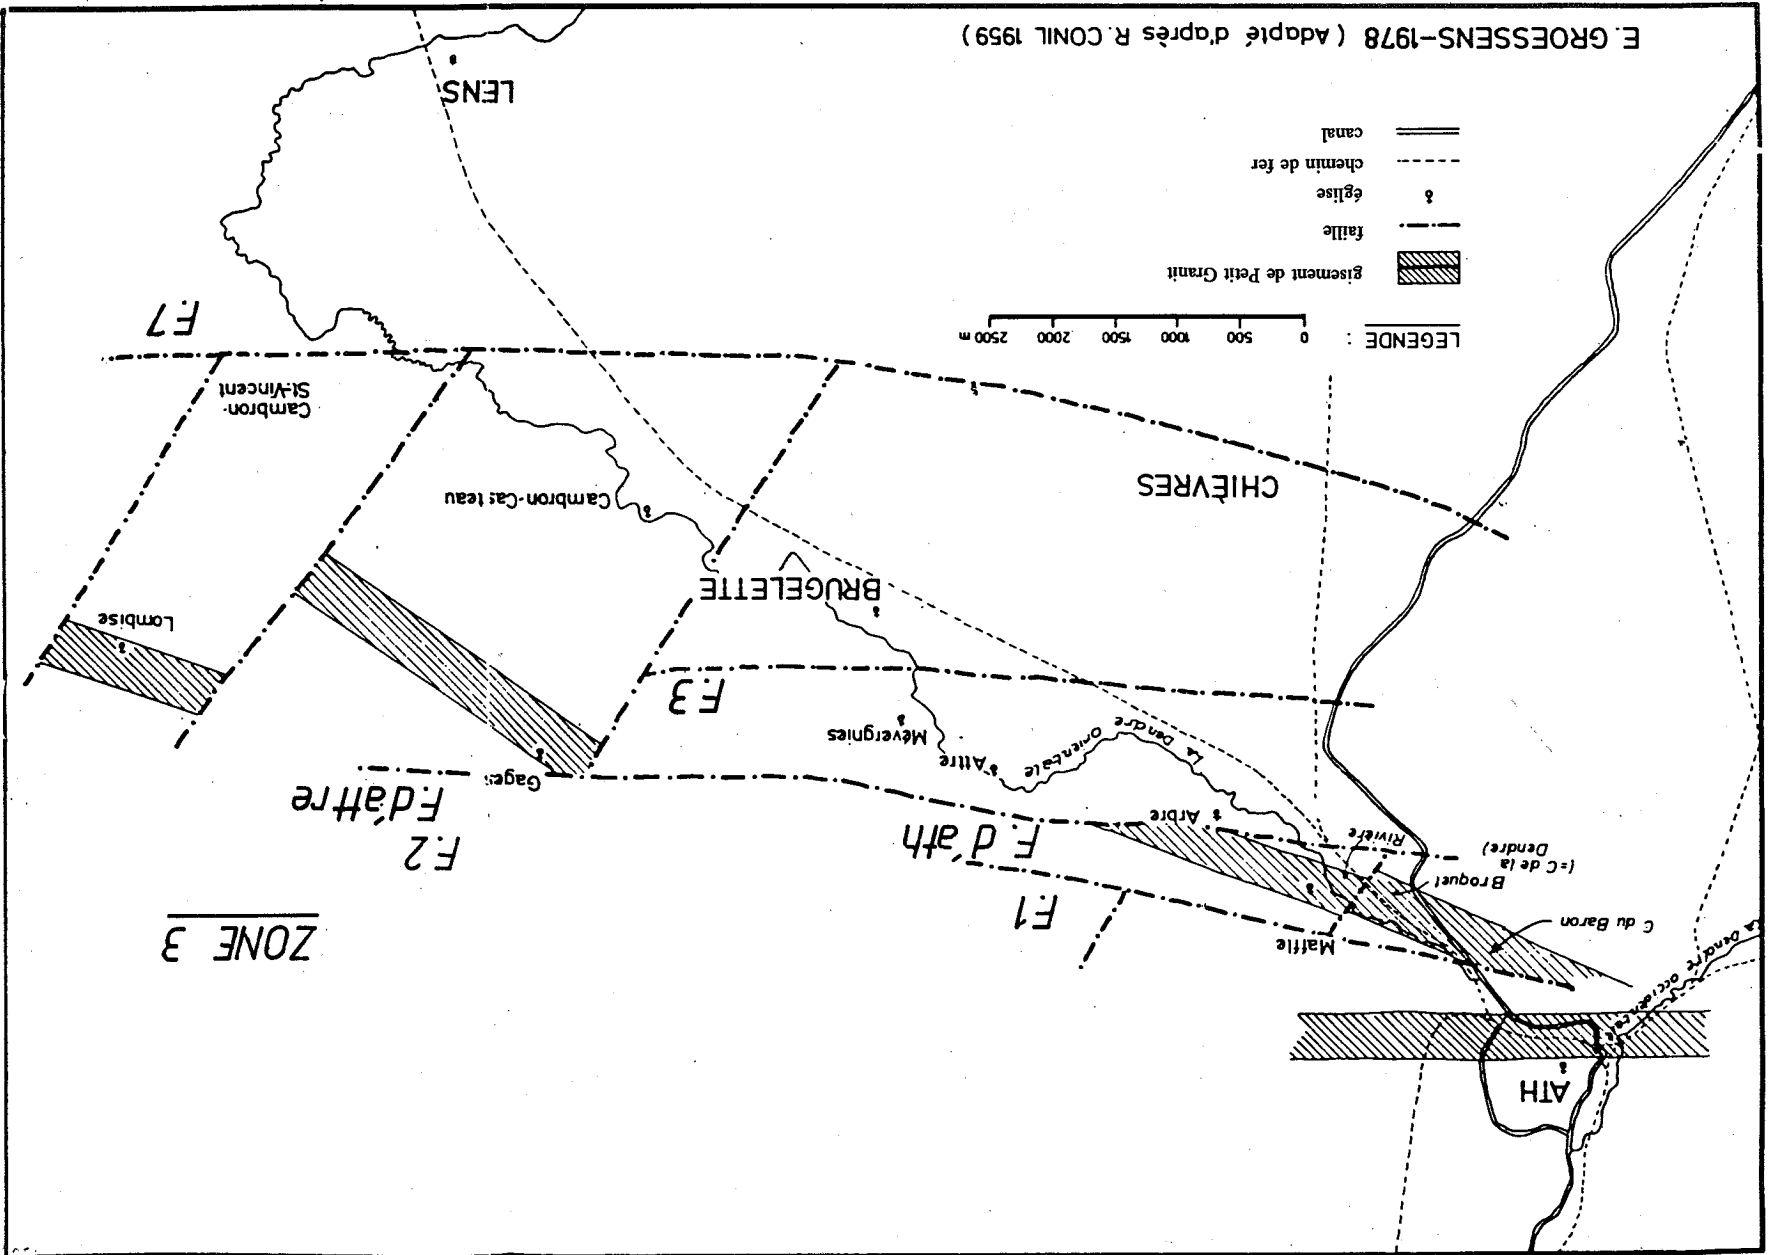 ATH
La Dendre occidentale
C du Baron
Maffle
Broquet
(= C de la
Dendre)
Rivière
Arbre
F.1
F. d'ath
ZONE 3
F.2
F.d'attre
La Dendre Orientale
Attre
Mévergnies
Gages
F.3
Lombise
BRUGELETTE
CHIÈVRES
Cambron-Casteau
Cambron-
St-Vincent
F.7
LEGENDE :
0 500 1000 1500 2000 2500 m
gisement de Petit Granit
faille
église
chemin de fer
canal
LENS
E. GROESSENS-1978 ( Adapté d'après R. CONIL 1959 )